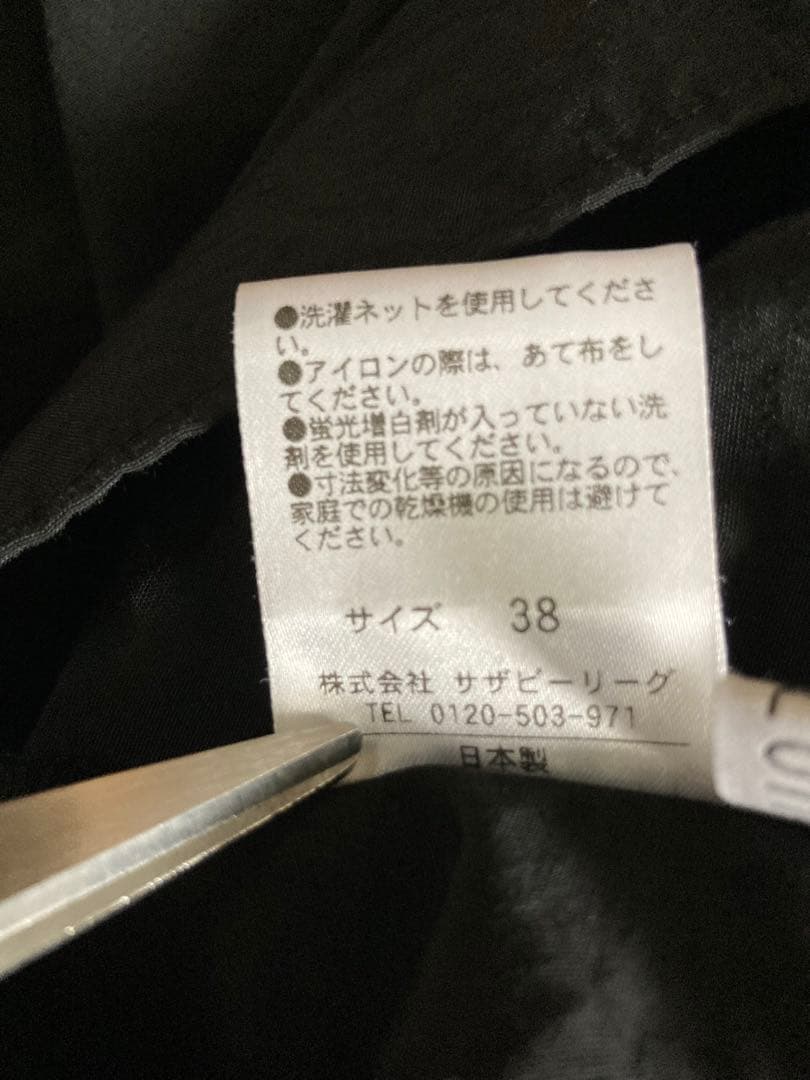 ●洗濯ネットを使用してくださ
い。
●アイロンの際は、あて布をし
てください。
●蛍光増白剤が入っていない洗
剤を使用してください。
●寸法変化等の原因になるので、
家庭での乾燥機の使用は避けて
ください。
サイズ 38
株式会社 サザビーリーグ
TEL 0120-503-971
日本製